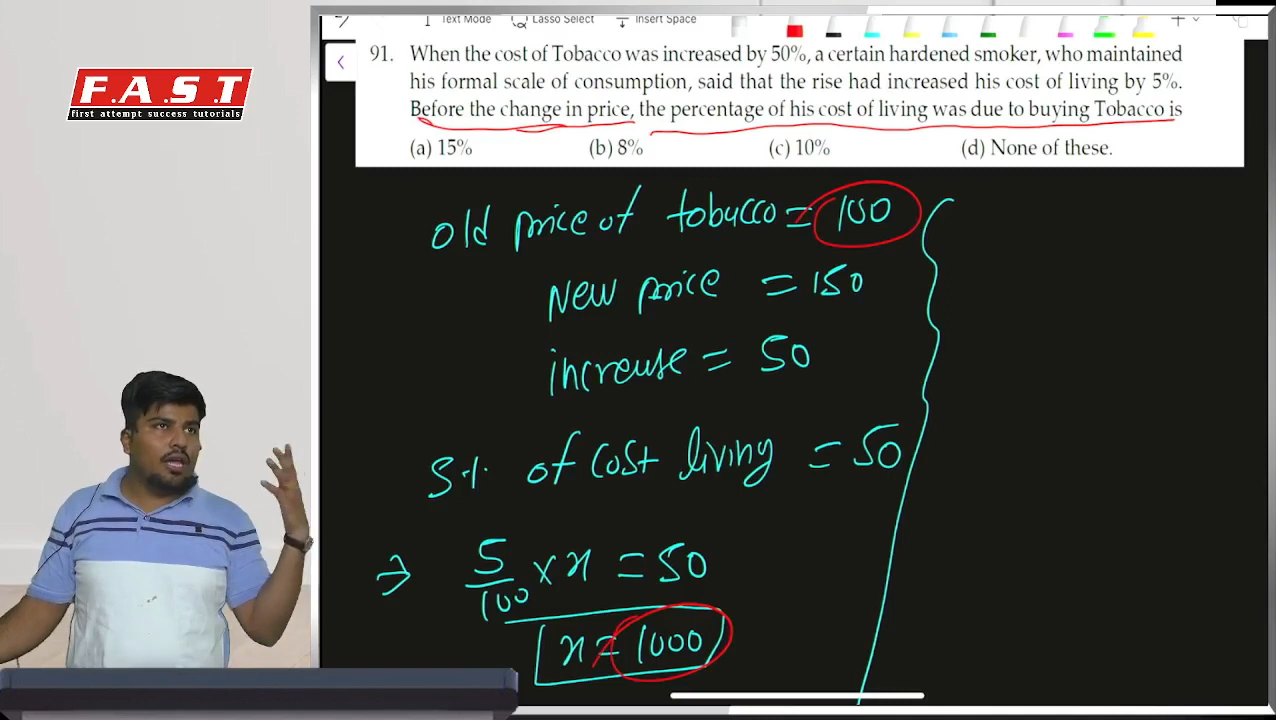 Text Mode Lasso Select Insert Space
F.A.S.T
first attempt success tutorials
91. When the cost of Tobacco was increased by 50%, a certain hardened smoker, who maintained
his formal scale of consumption, said that the rise had increased his cost of living by 5%.
Before the change in price, the percentage of his cost of living was due to buying Tobacco is
(a) 15% (b) 8% (c) 10% (d) None of these.
old price of tobacco = 100
New price = 150
increase = 50
5% of cost living = 50
⇒ 5/100 × x = 50
x = 1000